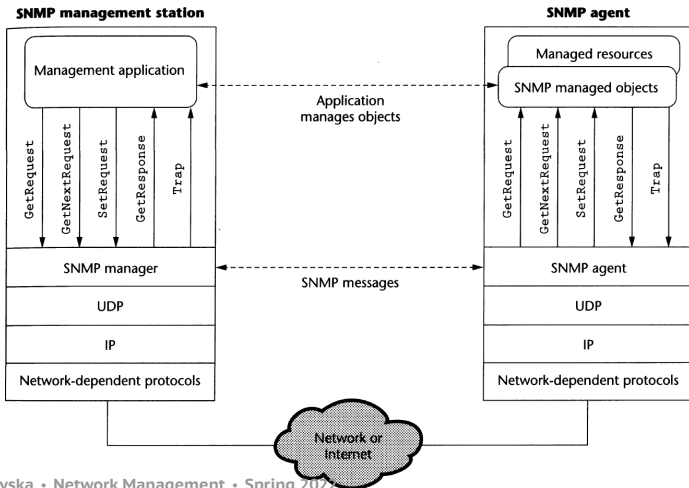 SNMP management station
SNMP agent
Management application
Managed resources
SNMP managed objects
Application
manages objects
GetRequest
GetNextRequest
SetRequest
GetResponse
Trap
GetRequest
GetNextRequest
SetRequest
GetResponse
Trap
SNMP manager
SNMP messages
SNMP agent
UDP
UDP
IP
IP
Network-dependent protocols
Network-dependent protocols
Network or
Internet
• Network Management • Spring